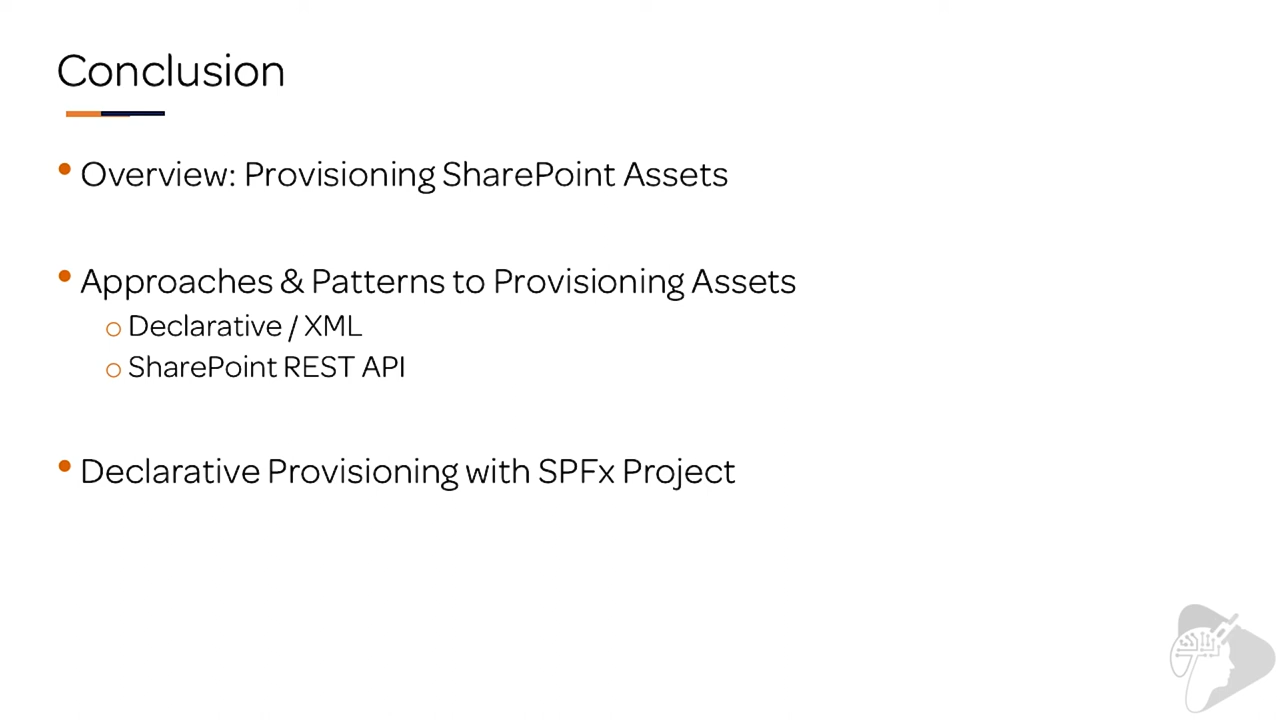 Conclusion
• Overview: Provisioning SharePoint Assets
• Approaches & Patterns to Provisioning Assets
○ Declarative / XML
○ SharePoint REST API
• Declarative Provisioning with SPFx Project